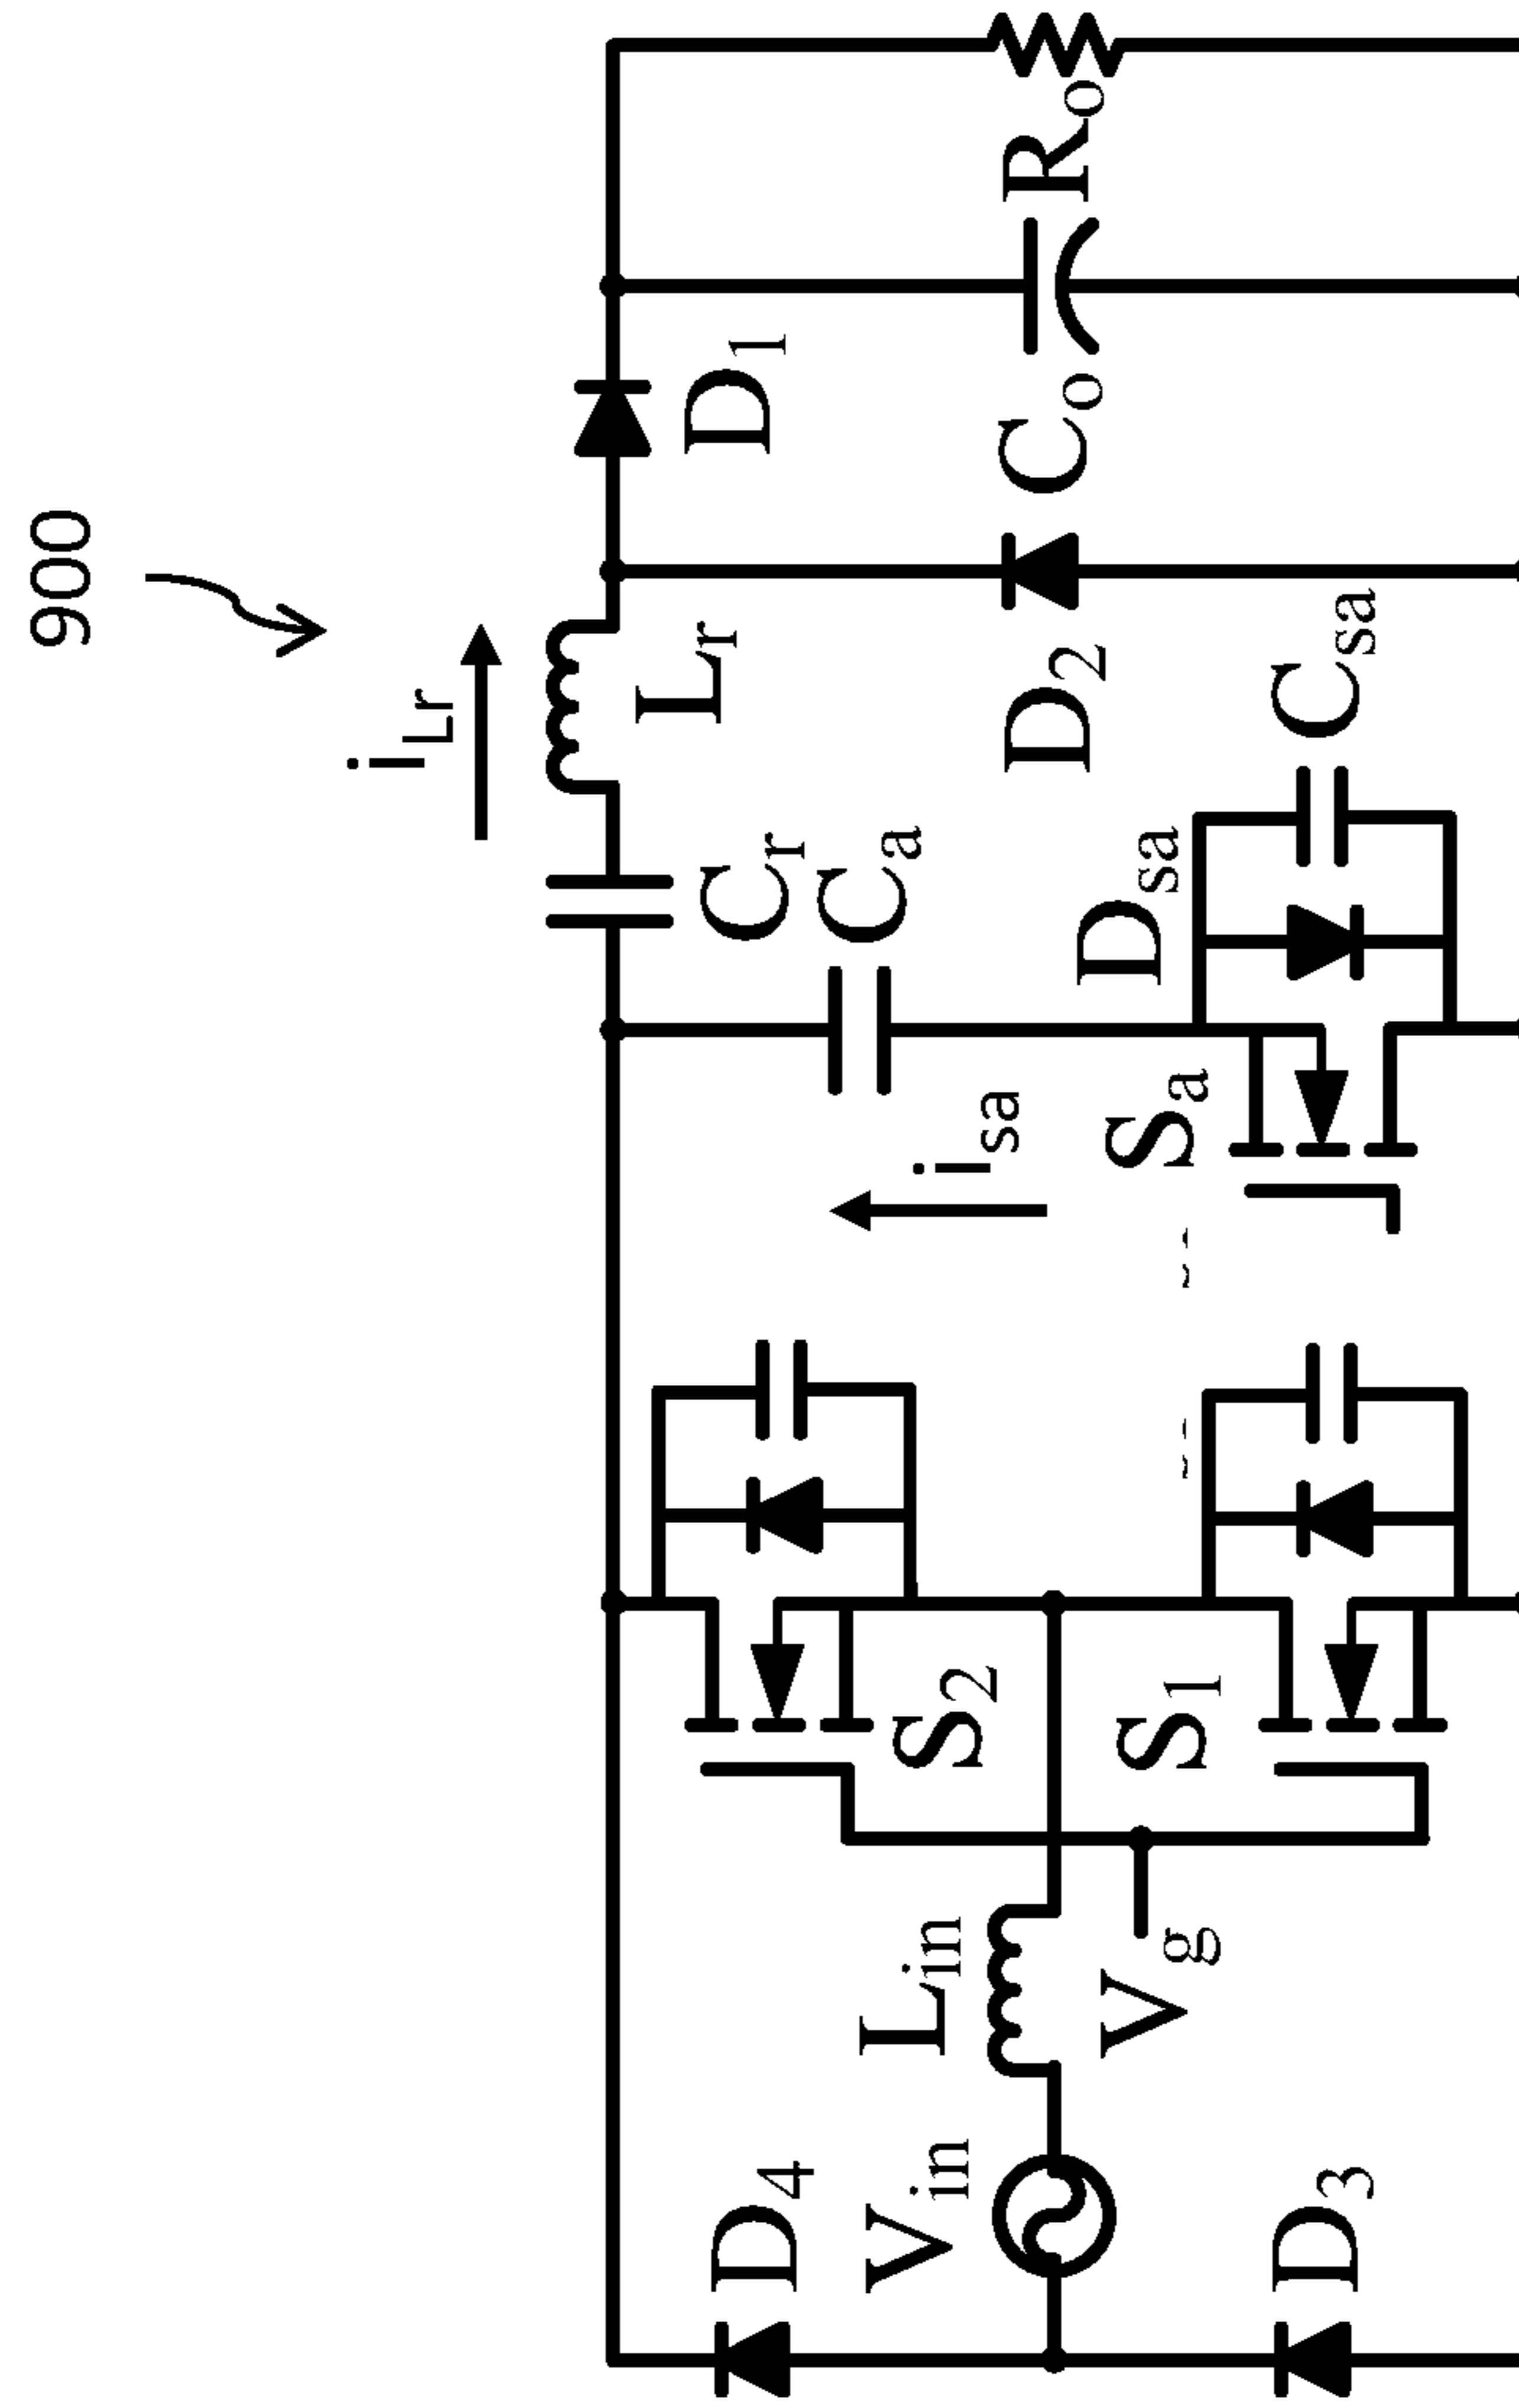 900
iLr
D1
Ro
Co
Lr
D2
Cr
Ca
Csa
Dsa
isa
Sa
S2
S1
Lin
Vg
Vin
D4
D3